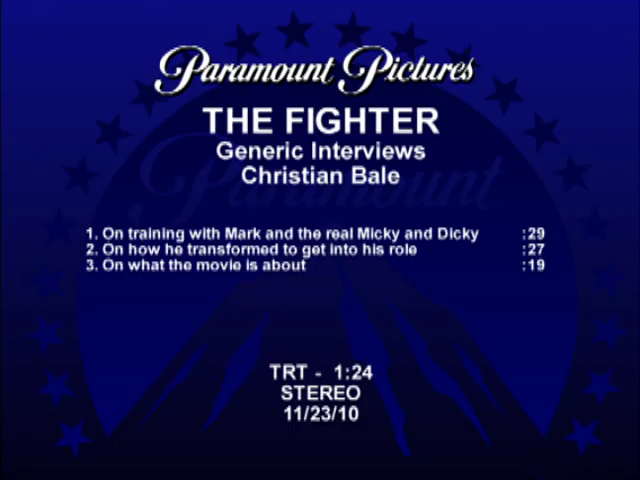 Paramount Pictures
THE FIGHTER
Generic Interviews
Christian Bale
Paramount
1. On training with Mark and the real Micky and Dicky :29
2. On how he transformed to get into his role :27
3. On what the movie is about :19
TRT - 1:24
STEREO
11/23/10